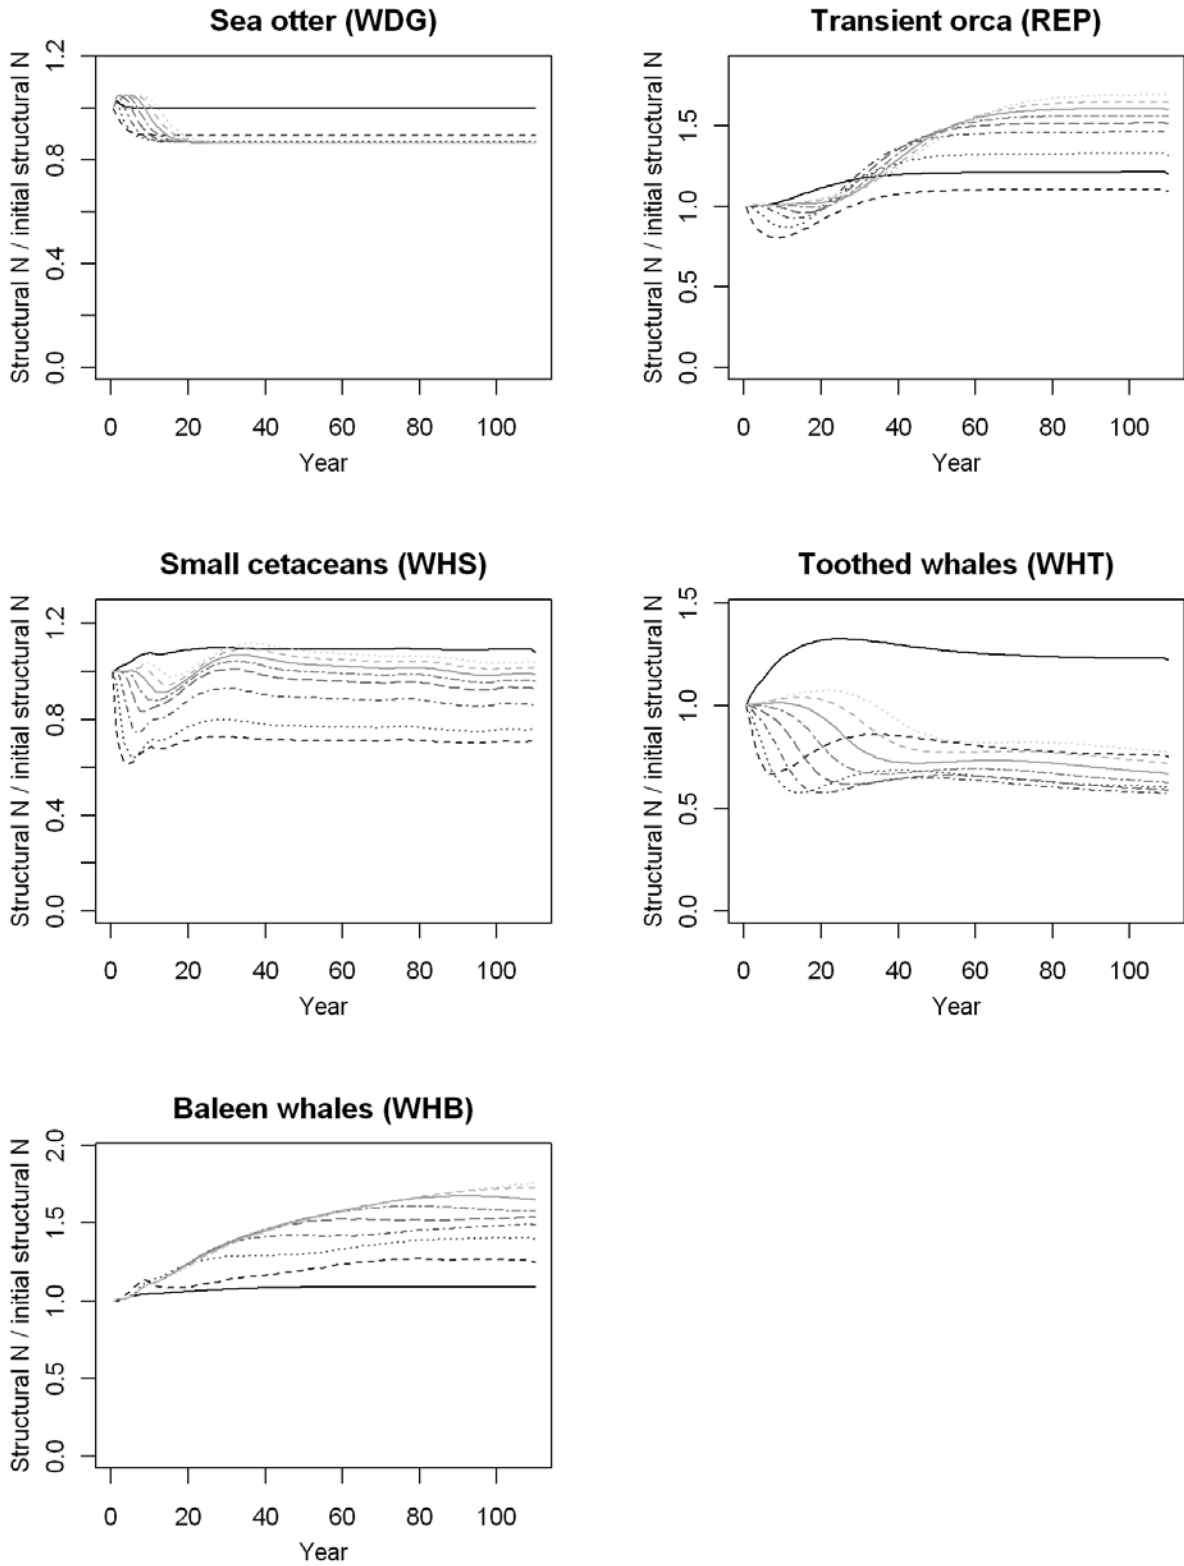 Sea otter (WDG)
Structural N / initial structural N
0.0 0.4 0.8 1.2
0 20 40 60 80 100
Year
Transient orca (REP)
Structural N / initial structural N
0.0 0.5 1.0 1.5
0 20 40 60 80 100
Year
Small cetaceans (WHS)
Structural N / initial structural N
0.0 0.4 0.8 1.2
0 20 40 60 80 100
Year
Toothed whales (WHT)
Structural N / initial structural N
0.0 0.5 1.0 1.5
0 20 40 60 80 100
Year
Baleen whales (WHB)
Structural N / initial structural N
0.0 0.5 1.0 1.5 2.0
0 20 40 60 80 100
Year